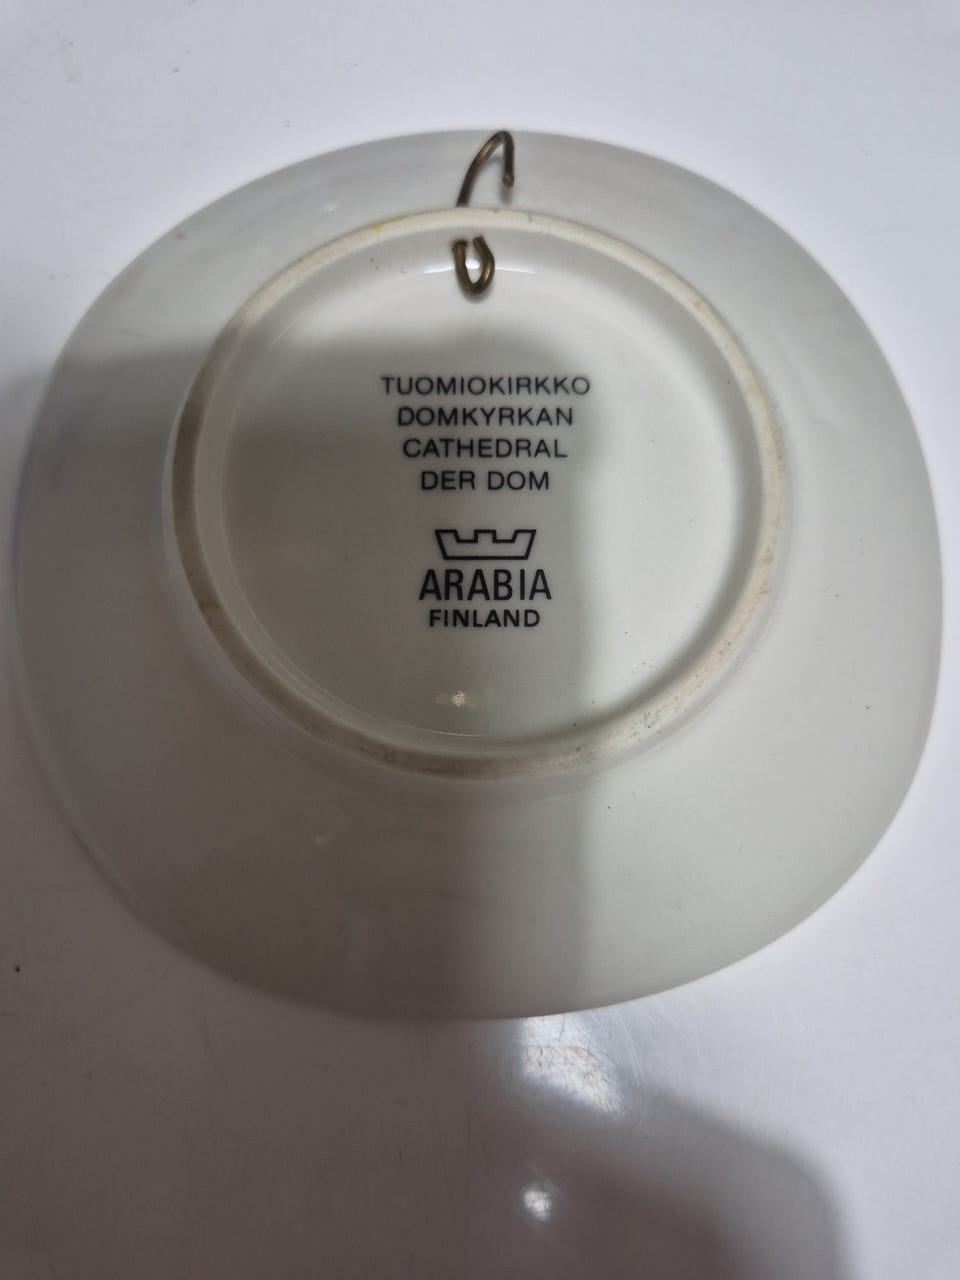 TUOMIOKIRKKO
DOMKYRKAN
CATHEDRAL
DER DOM
ARABIA
FINLAND